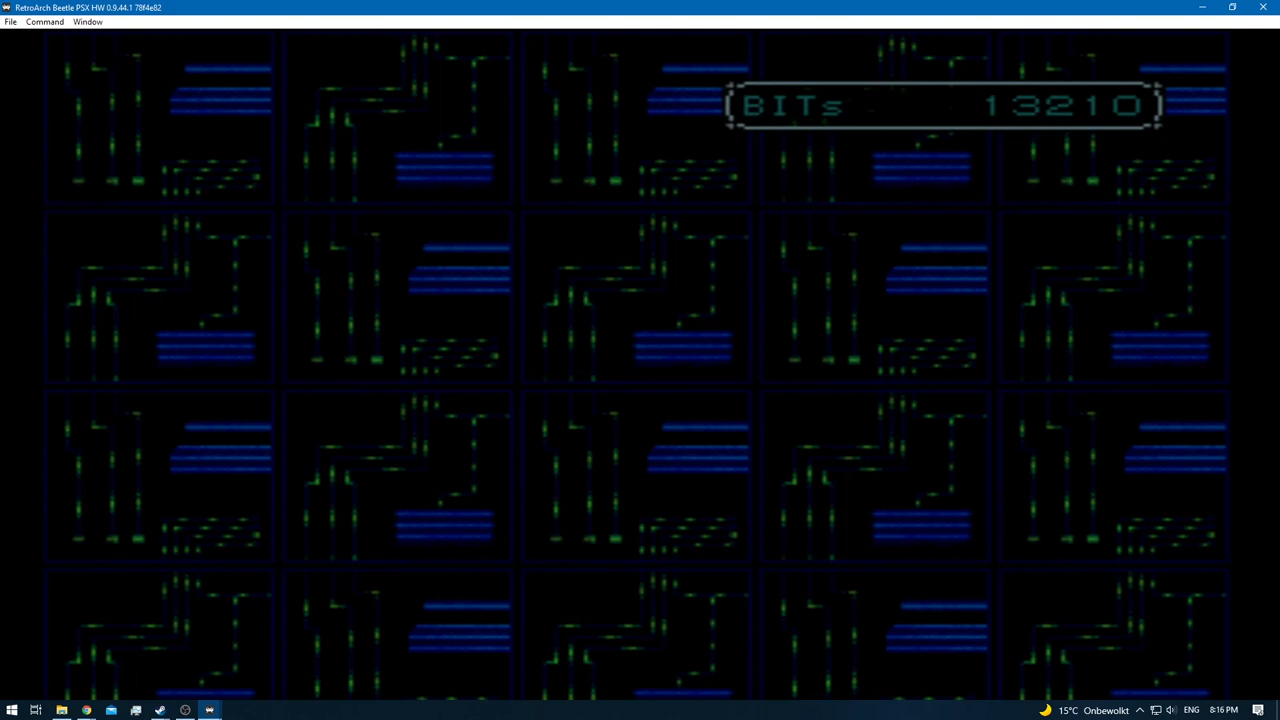 RetroArch Beetle PSX HW 0.9.44.1 78f4e82
File Command Window
BITs 13210
15°C Onbewolkt ENG 8:16 PM